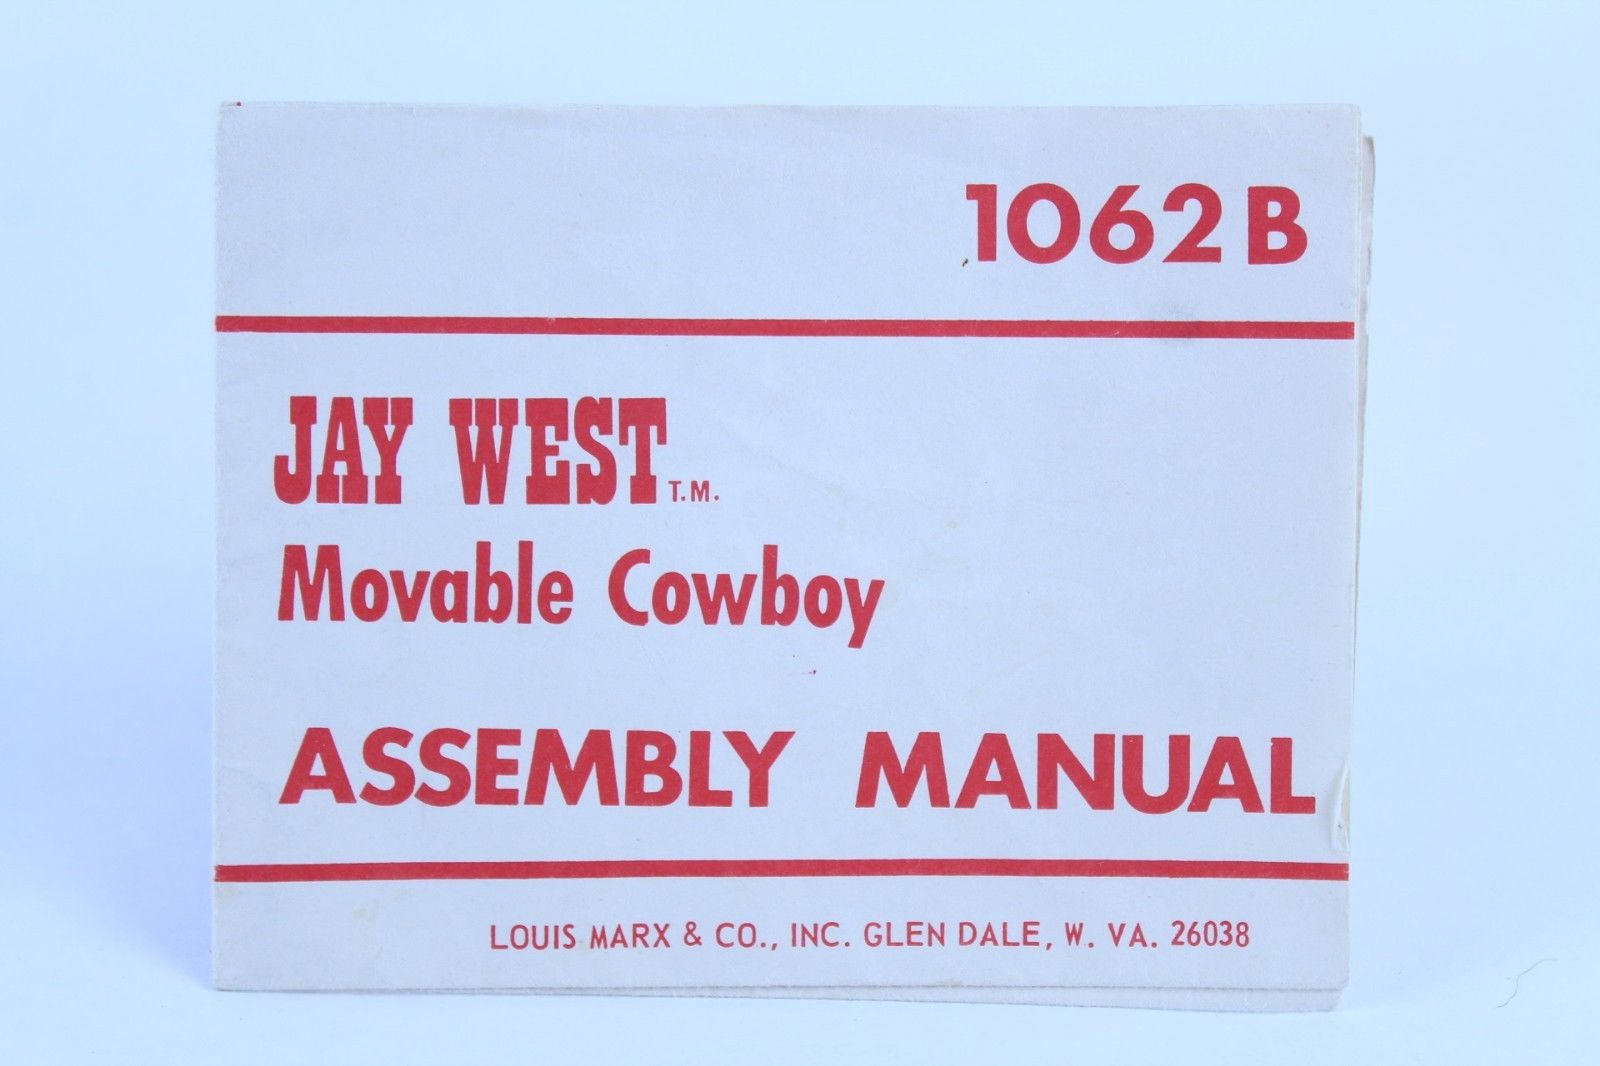 1062 B
JAY WEST T.M.
Movable Cowboy
ASSEMBLY MANUAL
LOUIS MARX & CO., INC. GLEN DALE, W. VA. 26038